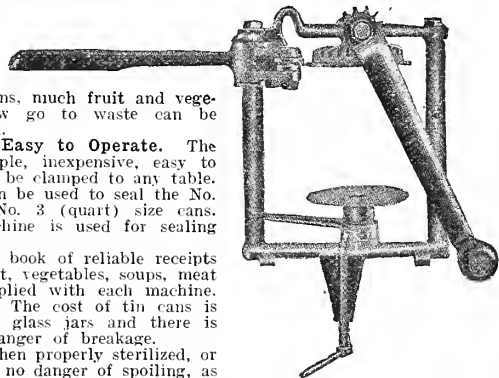 ns, much fruit and vege-
w go to waste can be
.
Easy to Operate. The
ple, inexpensive, easy to
be clamped to any table.
n be used to seal the No.
No. 3 (quart) size cans.
hine is used for sealing
book of reliable receipts
t, vegetables, soups, meat
plied with each machine.
The cost of tin cans is
glass jars and there is
anger of breakage.
hen properly sterilized, or
no danger of spoiling, as